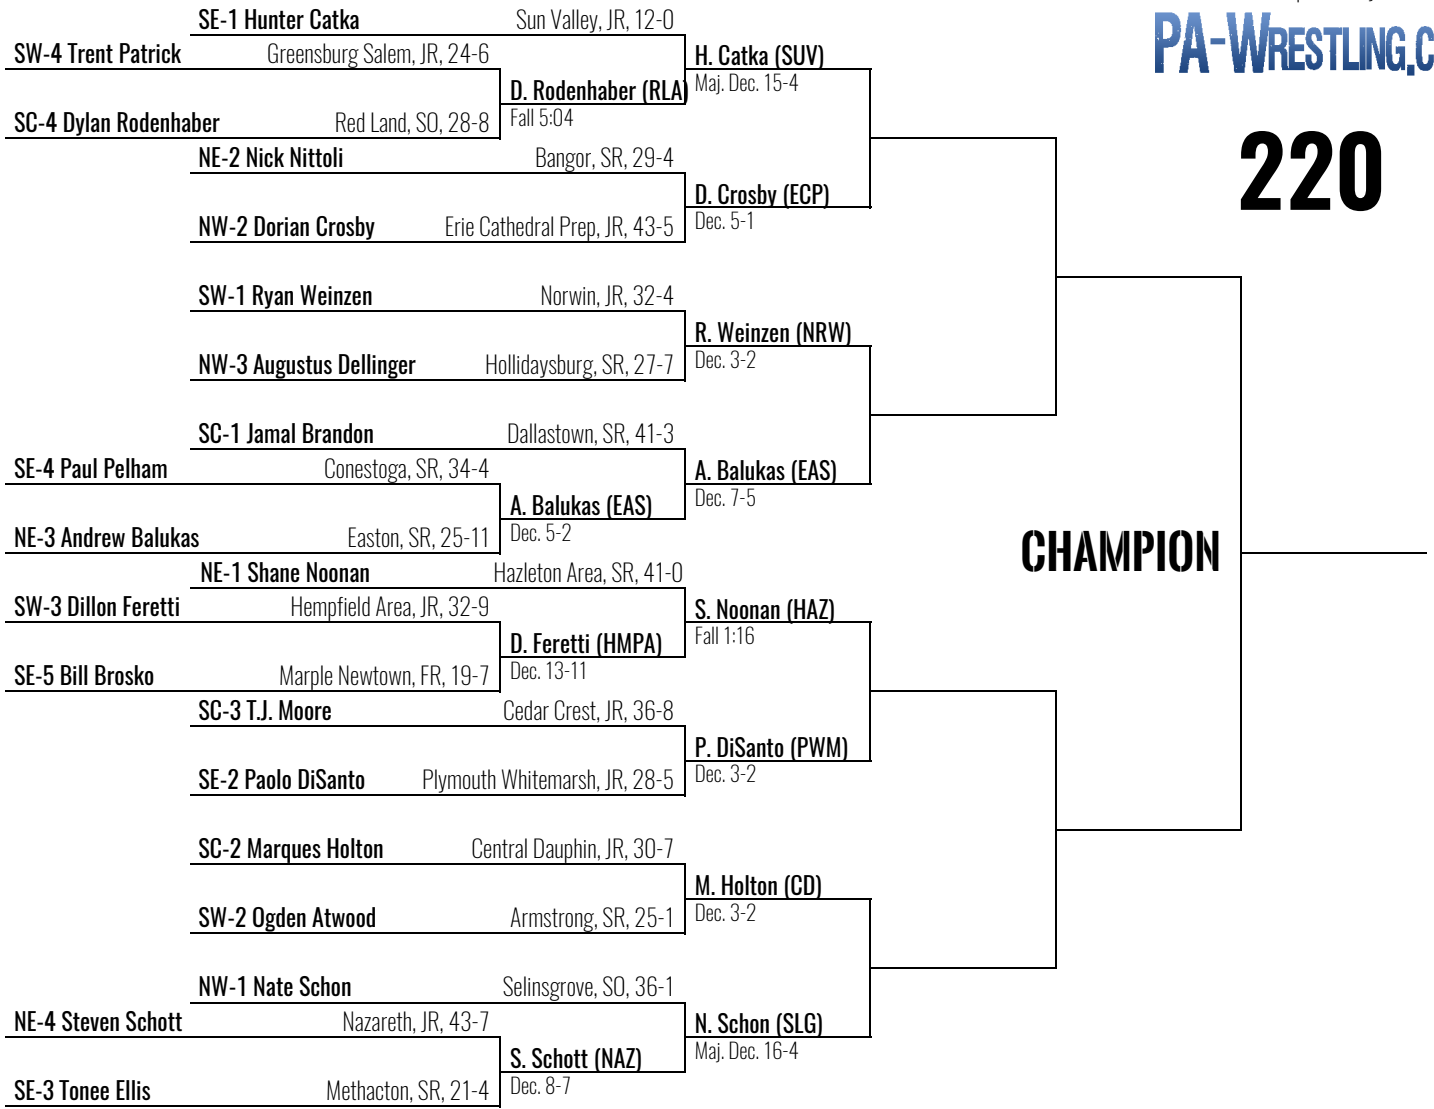 PA-WRESTLING.C
220
SE-1 Hunter Catka Sun Valley, JR, 12-0
SW-4 Trent Patrick Greensburg Salem, JR, 24-6
H. Catka (SUV)
Maj. Dec. 15-4
D. Rodenhaber (RLA)
Fall 5:04
SC-4 Dylan Rodenhaber Red Land, SO, 28-8
NE-2 Nick Nittoli Bangor, SR, 29-4
D. Crosby (ECP)
Dec. 5-1
NW-2 Dorian Crosby Erie Cathedral Prep, JR, 43-5
SW-1 Ryan Weinzen Norwin, JR, 32-4
R. Weinzen (NRW)
Dec. 3-2
NW-3 Augustus Dellinger Hollidaysburg, SR, 27-7
SC-1 Jamal Brandon Dallastown, SR, 41-3
SE-4 Paul Pelham Conestoga, SR, 34-4
A. Balukas (EAS)
Dec. 7-5
A. Balukas (EAS)
Dec. 5-2
NE-3 Andrew Balukas Easton, SR, 25-11
CHAMPION
NE-1 Shane Noonan Hazleton Area, SR, 41-0
SW-3 Dillon Feretti Hempfield Area, JR, 32-9
S. Noonan (HAZ)
Fall 1:16
D. Feretti (HMPA)
Dec. 13-11
SE-5 Bill Brosko Marple Newtown, FR, 19-7
SC-3 T.J. Moore Cedar Crest, JR, 36-8
P. DiSanto (PWM)
Dec. 3-2
SE-2 Paolo DiSanto Plymouth Whitemarsh, JR, 28-5
SC-2 Marques Holton Central Dauphin, JR, 30-7
M. Holton (CD)
Dec. 3-2
SW-2 Ogden Atwood Armstrong, SR, 25-1
NW-1 Nate Schon Selinsgrove, SO, 36-1
NE-4 Steven Schott Nazareth, JR, 43-7
N. Schon (SLG)
Maj. Dec. 16-4
S. Schott (NAZ)
Dec. 8-7
SE-3 Tonee Ellis Methacton, SR, 21-4